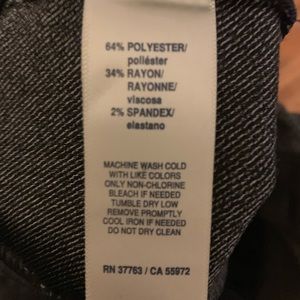 64% POLYESTER/
poliéster
34% RAYON/
RAYONNE/
viscosa
2% SPANDEX/
elastano
MACHINE WASH COLD
WITH LIKE COLORS
ONLY NON-CHLORINE
BLEACH IF NEEDED
TUMBLE DRY LOW
REMOVE PROMPTLY
COOL IRON IF NEEDED
DO NOT DRY CLEAN
RN 37763 / CA 55972